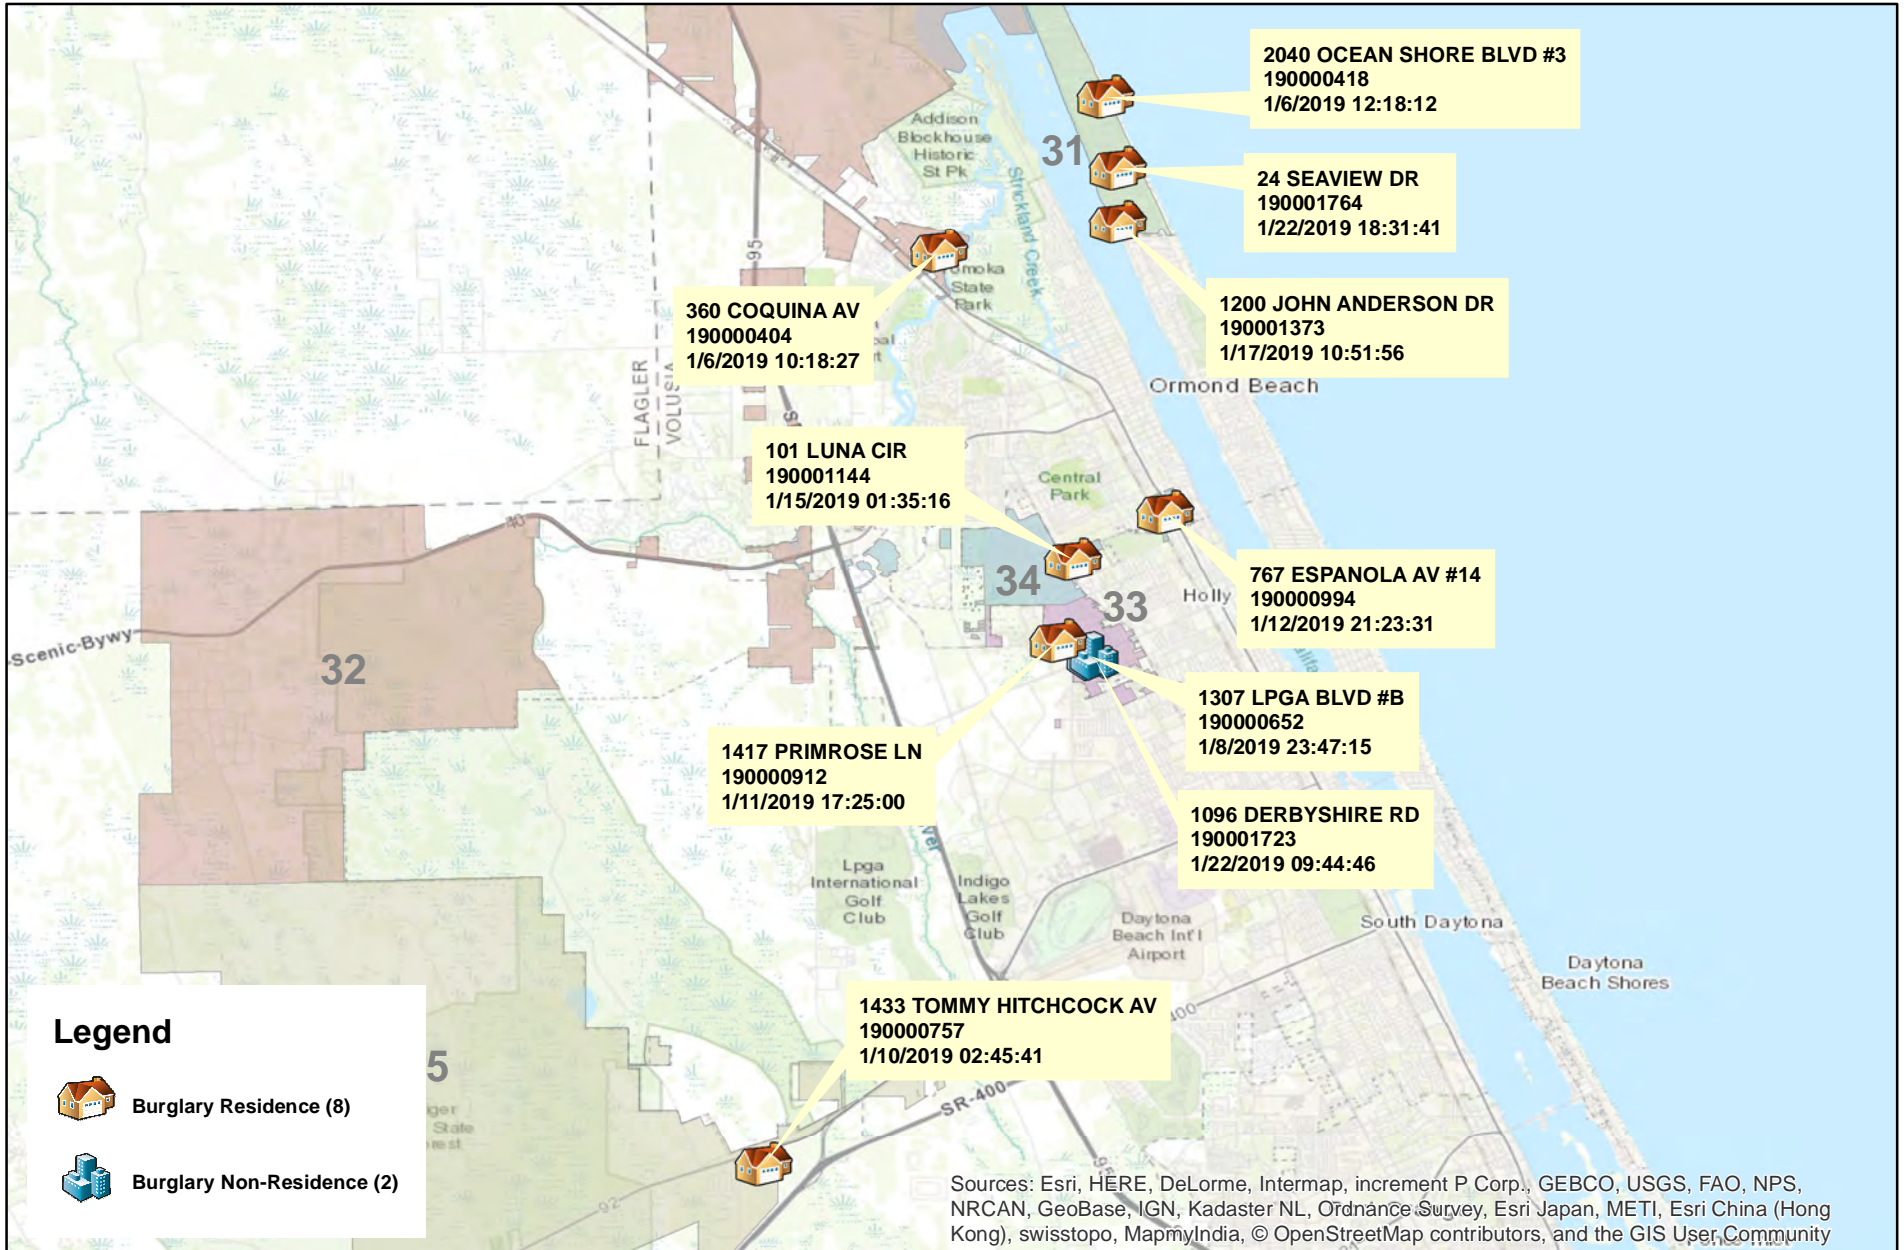 2040 OCEAN SHORE BLVD #3
190000418
1/6/2019 12:18:12
24 SEAVIEW DR
190001764
1/22/2019 18:31:41
1200 JOHN ANDERSON DR
190001373
1/17/2019 10:51:56
360 COQUINA AV
190000404
1/6/2019 10:18:27
101 LUNA CIR
190001144
1/15/2019 01:35:16
767 ESPANOLA AV #14
190000994
1/12/2019 21:23:31
1307 LPGA BLVD #B
190000652
1/8/2019 23:47:15
1417 PRIMROSE LN
190000912
1/11/2019 17:25:00
1096 DERBYSHIRE RD
190001723
1/22/2019 09:44:46
1433 TOMMY HITCHCOCK AV
190000757
1/10/2019 02:45:41
31
32
33
34
5
Addison
Blockhouse
Historic
St Pk
Strickland Creek
95
State
Park
FLAGLER
VOLUSIA
Ormond Beach
Central
Park
40
Holly
Scenic-Bywy
Lpga
International
Golf
Club
Indigo
Lakes
Golf
Club
Daytona
Beach Int'l
Airport
South Daytona
Daytona
Beach Shores
400
SR-400
State
92
95
Legend
Burglary Residence (8)
Burglary Non-Residence (2)
Sources: Esri, HERE, DeLorme, Intermap, increment P Corp., GEBCO, USGS, FAO, NPS,
NRCAN, GeoBase, IGN, Kadaster NL, Ordnance Survey, Esri Japan, METI, Esri China (Hong
Kong), swisstopo, MapmyIndia, © OpenStreetMap contributors, and the GIS User Community